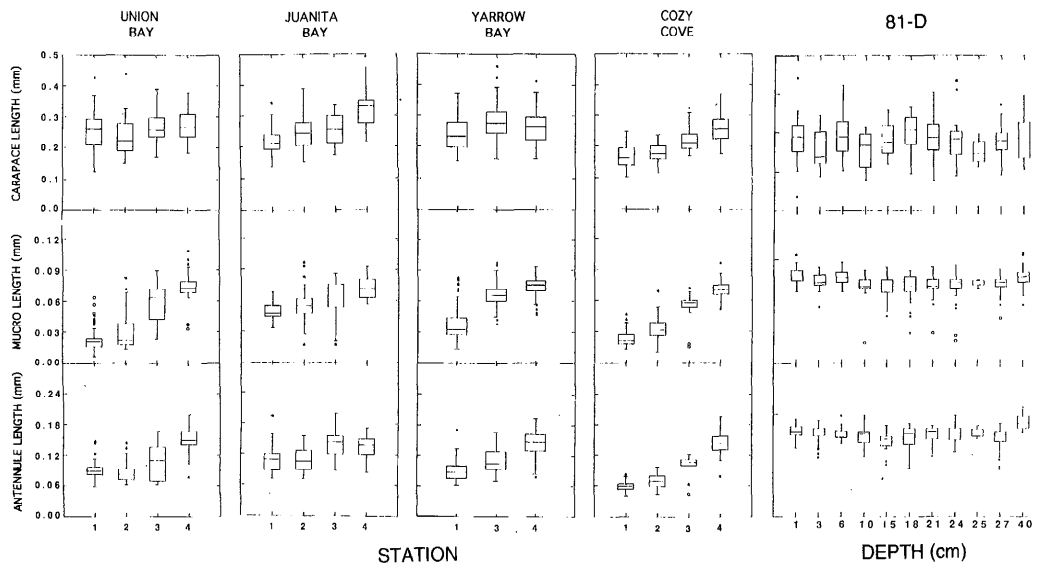 UNION BAY
JUANITA BAY
YARROW BAY
COZY COVE
81-D
CARAPACE LENGTH (mm)
0.5
0.4
0.3
0.2
0.1
0.0
MUCRO LENGTH (mm)
0.12
0.09
0.06
0.03
0.00
ANTENNULE LENGTH (mm)
0.24
0.18
0.12
0.06
0.00
1 2 3 4
1 2 3 4
1 3 4
1 2 3 4
1 3 6 10 15 18 21 24 25 27 40
STATION
DEPTH (cm)